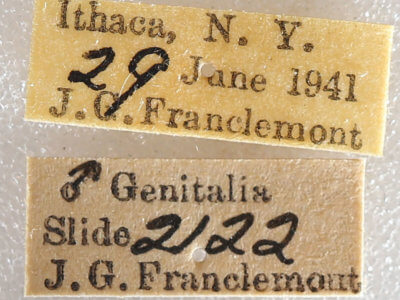 Ithaca, N. Y.
29 June 1941
J. G. Franclemont
♂ Genitalia
Slide 2122
J. G. Franclemont